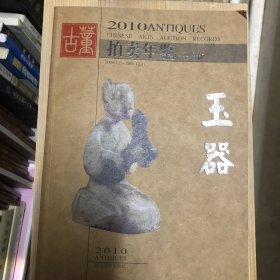 古董
2010ANTIQUES
CHINESE ARTS AUCTION RECORDS
拍卖年鉴
玉器
2010
ANTIQUES